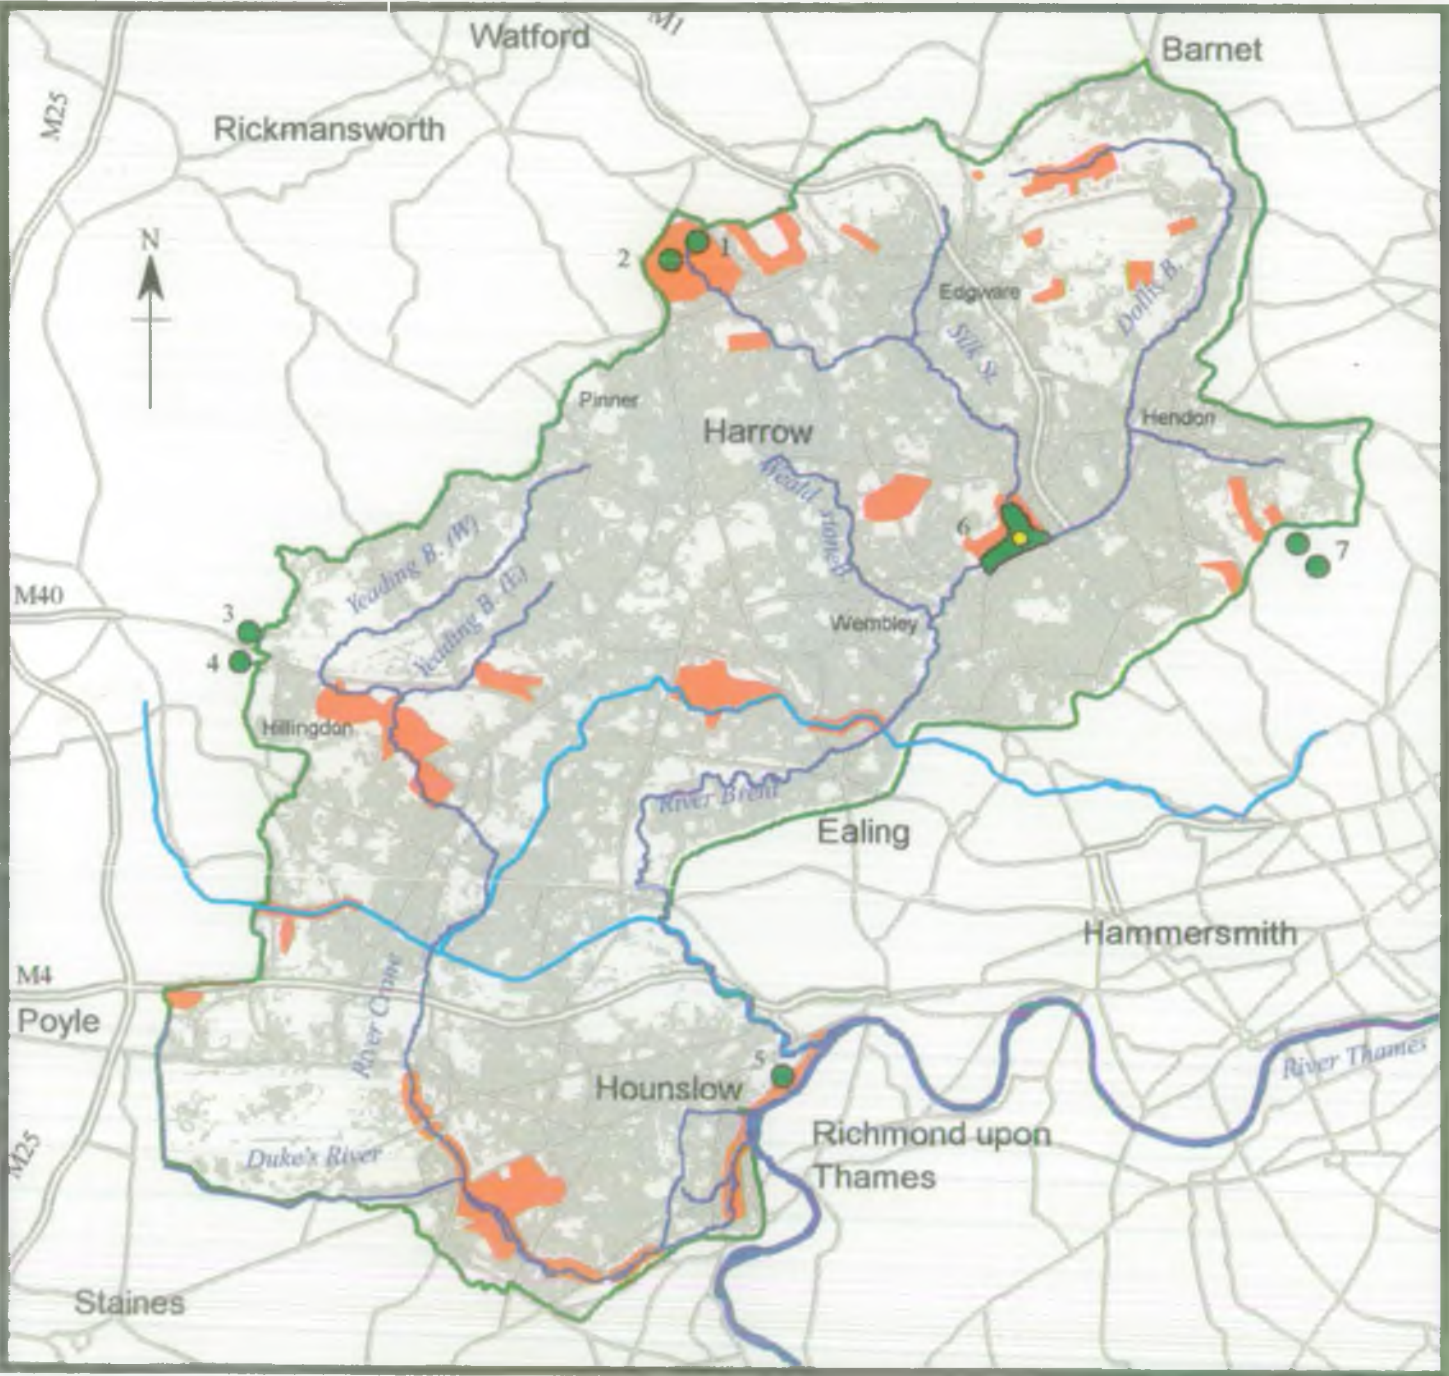 Watford
M1
Barnet
M25
Rickmansworth
N
1
2
Edgware
Dollis B.
Silk St.
Pinner
Harrow
Hendon
Weald
6
7
Yeading B. (W)
Yeading B. (E)
M40
3
4
Wembley
Hillingdon
River Brent
Ealing
Hammersmith
M4
Poyle
River Crane
River Thames
5
Hounslow
Richmond upon
Thames
Duke's River
M25
Staines